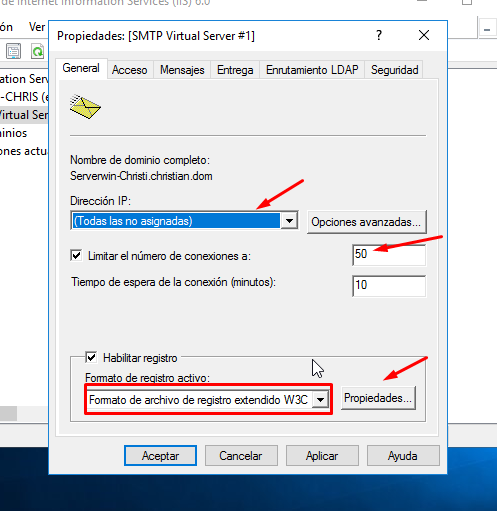 de Internet Information Services (IIS) 6.0
ón Ver
Propiedades: [SMTP Virtual Server #1]
General Acceso Mensajes Entrega Enrutamiento LDAP Seguridad
ation Serv
-CHRIS (e
Virtual Ser
inios
ones actu
Nombre de dominio completo:
Serverwin-Christi.christian.dom
Dirección IP:
(Todas las no asignadas) Opciones avanzadas...
Limitar el número de conexiones a: 50
Tiempo de espera de la conexión (minutos): 10
Habilitar registro
Formato de registro activo:
Formato de archivo de registro extendido W3C Propiedades...
Aceptar Cancelar Aplicar Ayuda